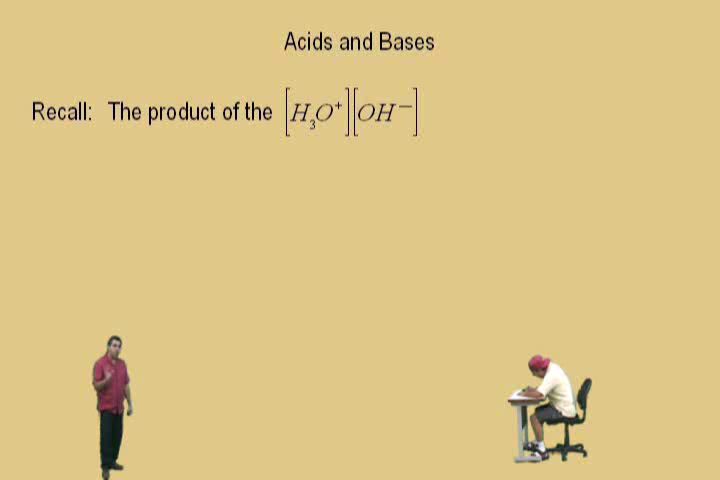 Acids and Bases
Recall: The product of the [H₃O⁺][OH⁻]